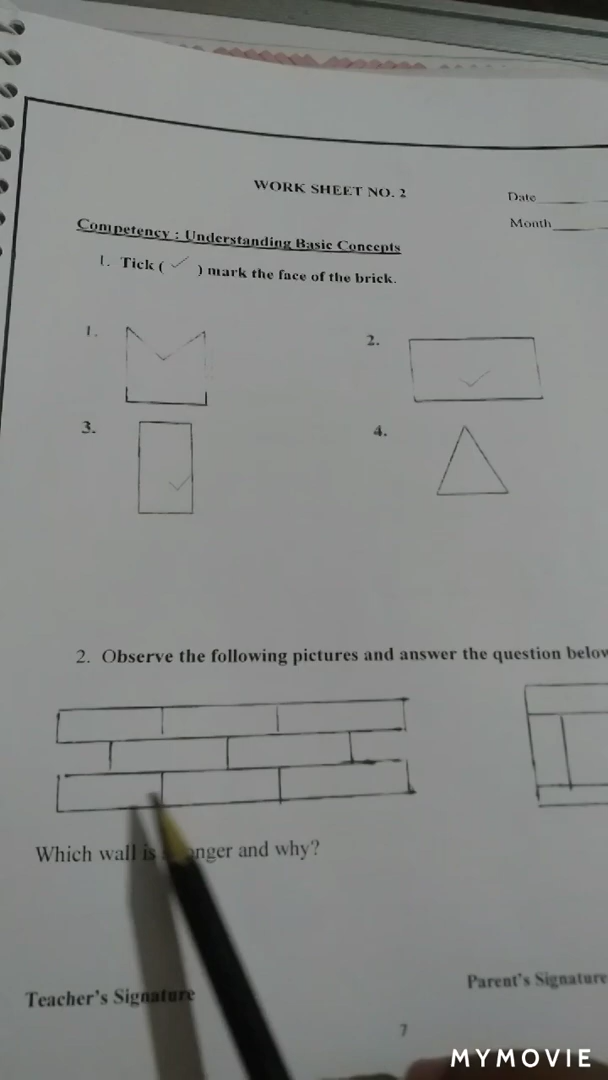 WORK SHEET NO. 2
Date
Month
Competency : Understanding Basic Concepts
1. Tick ( ✓ ) mark the face of the brick.
1.
2.
3.
4.
2. Observe the following pictures and answer the question below
Which wall is and why?
Teacher's Signature
Parent's Signature
7
MYMOVIE